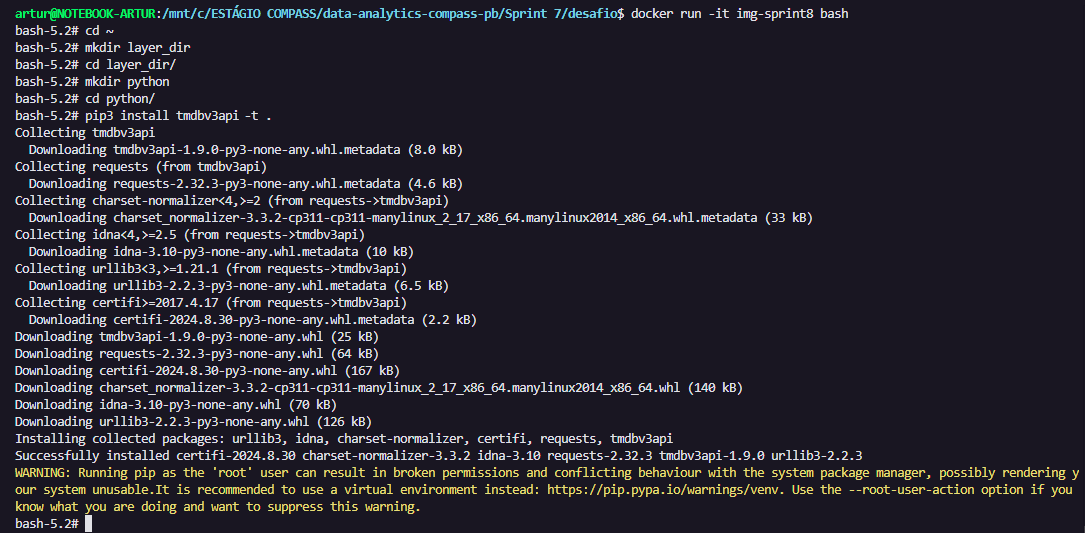 artur@NOTEBOOK-ARTUR:/mnt/c/ESTÁGIO COMPASS/data-analytics-compass-pb/Sprint 7/desafio$ docker run -it img-sprint8 bash
bash-5.2# cd ~
bash-5.2# mkdir layer_dir
bash-5.2# cd layer_dir/
bash-5.2# mkdir python
bash-5.2# cd python/
bash-5.2# pip3 install tmdbv3api -t .
Collecting tmdbv3api
  Downloading tmdbv3api-1.9.0-py3-none-any.whl.metadata (8.0 kB)
Collecting requests (from tmdbv3api)
  Downloading requests-2.32.3-py3-none-any.whl.metadata (4.6 kB)
Collecting charset-normalizer<4,>=2 (from requests->tmdbv3api)
  Downloading charset_normalizer-3.3.2-cp311-cp311-manylinux_2_17_x86_64.manylinux2014_x86_64.whl.metadata (33 kB)
Collecting idna<4,>=2.5 (from requests->tmdbv3api)
  Downloading idna-3.10-py3-none-any.whl.metadata (10 kB)
Collecting urllib3<3,>=1.21.1 (from requests->tmdbv3api)
  Downloading urllib3-2.2.3-py3-none-any.whl.metadata (6.5 kB)
Collecting certifi>=2017.4.17 (from requests->tmdbv3api)
  Downloading certifi-2024.8.30-py3-none-any.whl.metadata (2.2 kB)
Downloading tmdbv3api-1.9.0-py3-none-any.whl (25 kB)
Downloading requests-2.32.3-py3-none-any.whl (64 kB)
Downloading certifi-2024.8.30-py3-none-any.whl (167 kB)
Downloading charset_normalizer-3.3.2-cp311-cp311-manylinux_2_17_x86_64.manylinux2014_x86_64.whl (140 kB)
Downloading idna-3.10-py3-none-any.whl (70 kB)
Downloading urllib3-2.2.3-py3-none-any.whl (126 kB)
Installing collected packages: urllib3, idna, charset-normalizer, certifi, requests, tmdbv3api
Successfully installed certifi-2024.8.30 charset-normalizer-3.3.2 idna-3.10 requests-2.32.3 tmdbv3api-1.9.0 urllib3-2.2.3
WARNING: Running pip as the 'root' user can result in broken permissions and conflicting behaviour with the system package manager, possibly rendering y
our system unusable.It is recommended to use a virtual environment instead: https://pip.pypa.io/warnings/venv. Use the --root-user-action option if you
know what you are doing and want to suppress this warning.
bash-5.2#